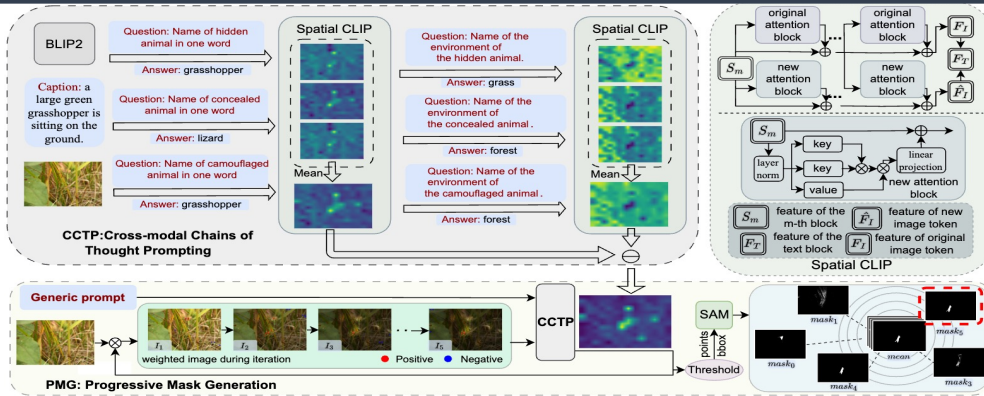 BLIP2
Caption: a
large green
grasshopper is
sitting on the
ground.
Question: Name of hidden
animal in one word
Answer: grasshopper
Question: Name of concealed
animal in one word
Answer: lizard
Question: Name of camouflaged
animal in one word
Answer: grasshopper
CCTP:Cross-modal Chains of
Thought Prompting
Spatial CLIP
Mean
Question: Name of the
environment of
the hidden animal.
Answer: grass
Question: Name of the
environment of
the concealed animal .
Answer: forest
Question: Name of the
environment of
the camouflaged animal .
Answer: forest
Spatial CLIP
Mean
original
attention
block
...
original
attention
block
S_m
new
attention
block
...
new
attention
block
F_I
F_T
F̂_I
S_m
layer
norm
key
key
value
linear
projection
new attention
block
S_m feature of the
m-th block
F̂_I feature of new
image token
F_T feature of the
text block
F_I feature of original
image token
Spatial CLIP
Generic prompt
I_1
I_2
I_3
...
I_5
weighted image during iteration
Positive
Negative
CCTP
SAM
points
bbox
Threshold
mask_1
mask_5
mask_0
mean
mask_4
mask_3
PMG: Progressive Mask Generation